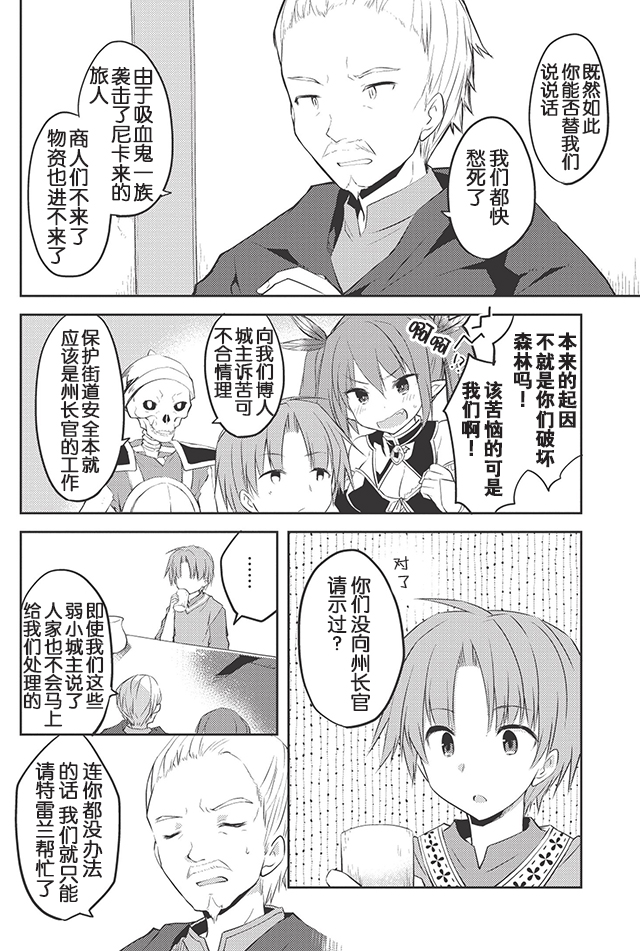 既然如此
你能否替我们
说说话
我们都快
愁死了
由于吸血鬼一族
袭击了尼卡来的
旅人
商人们不来了
物资也进不来了
本来的起因
不就是你们破坏
森林吗！
该苦恼的可是
我们啊！
啊啊
啊啊
!?
向我们博人
城主诉苦可
不合情理
保护街道安全本就
应该是州长官的工作
对了
你们没向州长官
请示过？
……
即使我们这些
弱小城主说了
人家也不会马上
给我们处理的
连你都没办法
的话 我们就只能
请特雷兰帮忙了